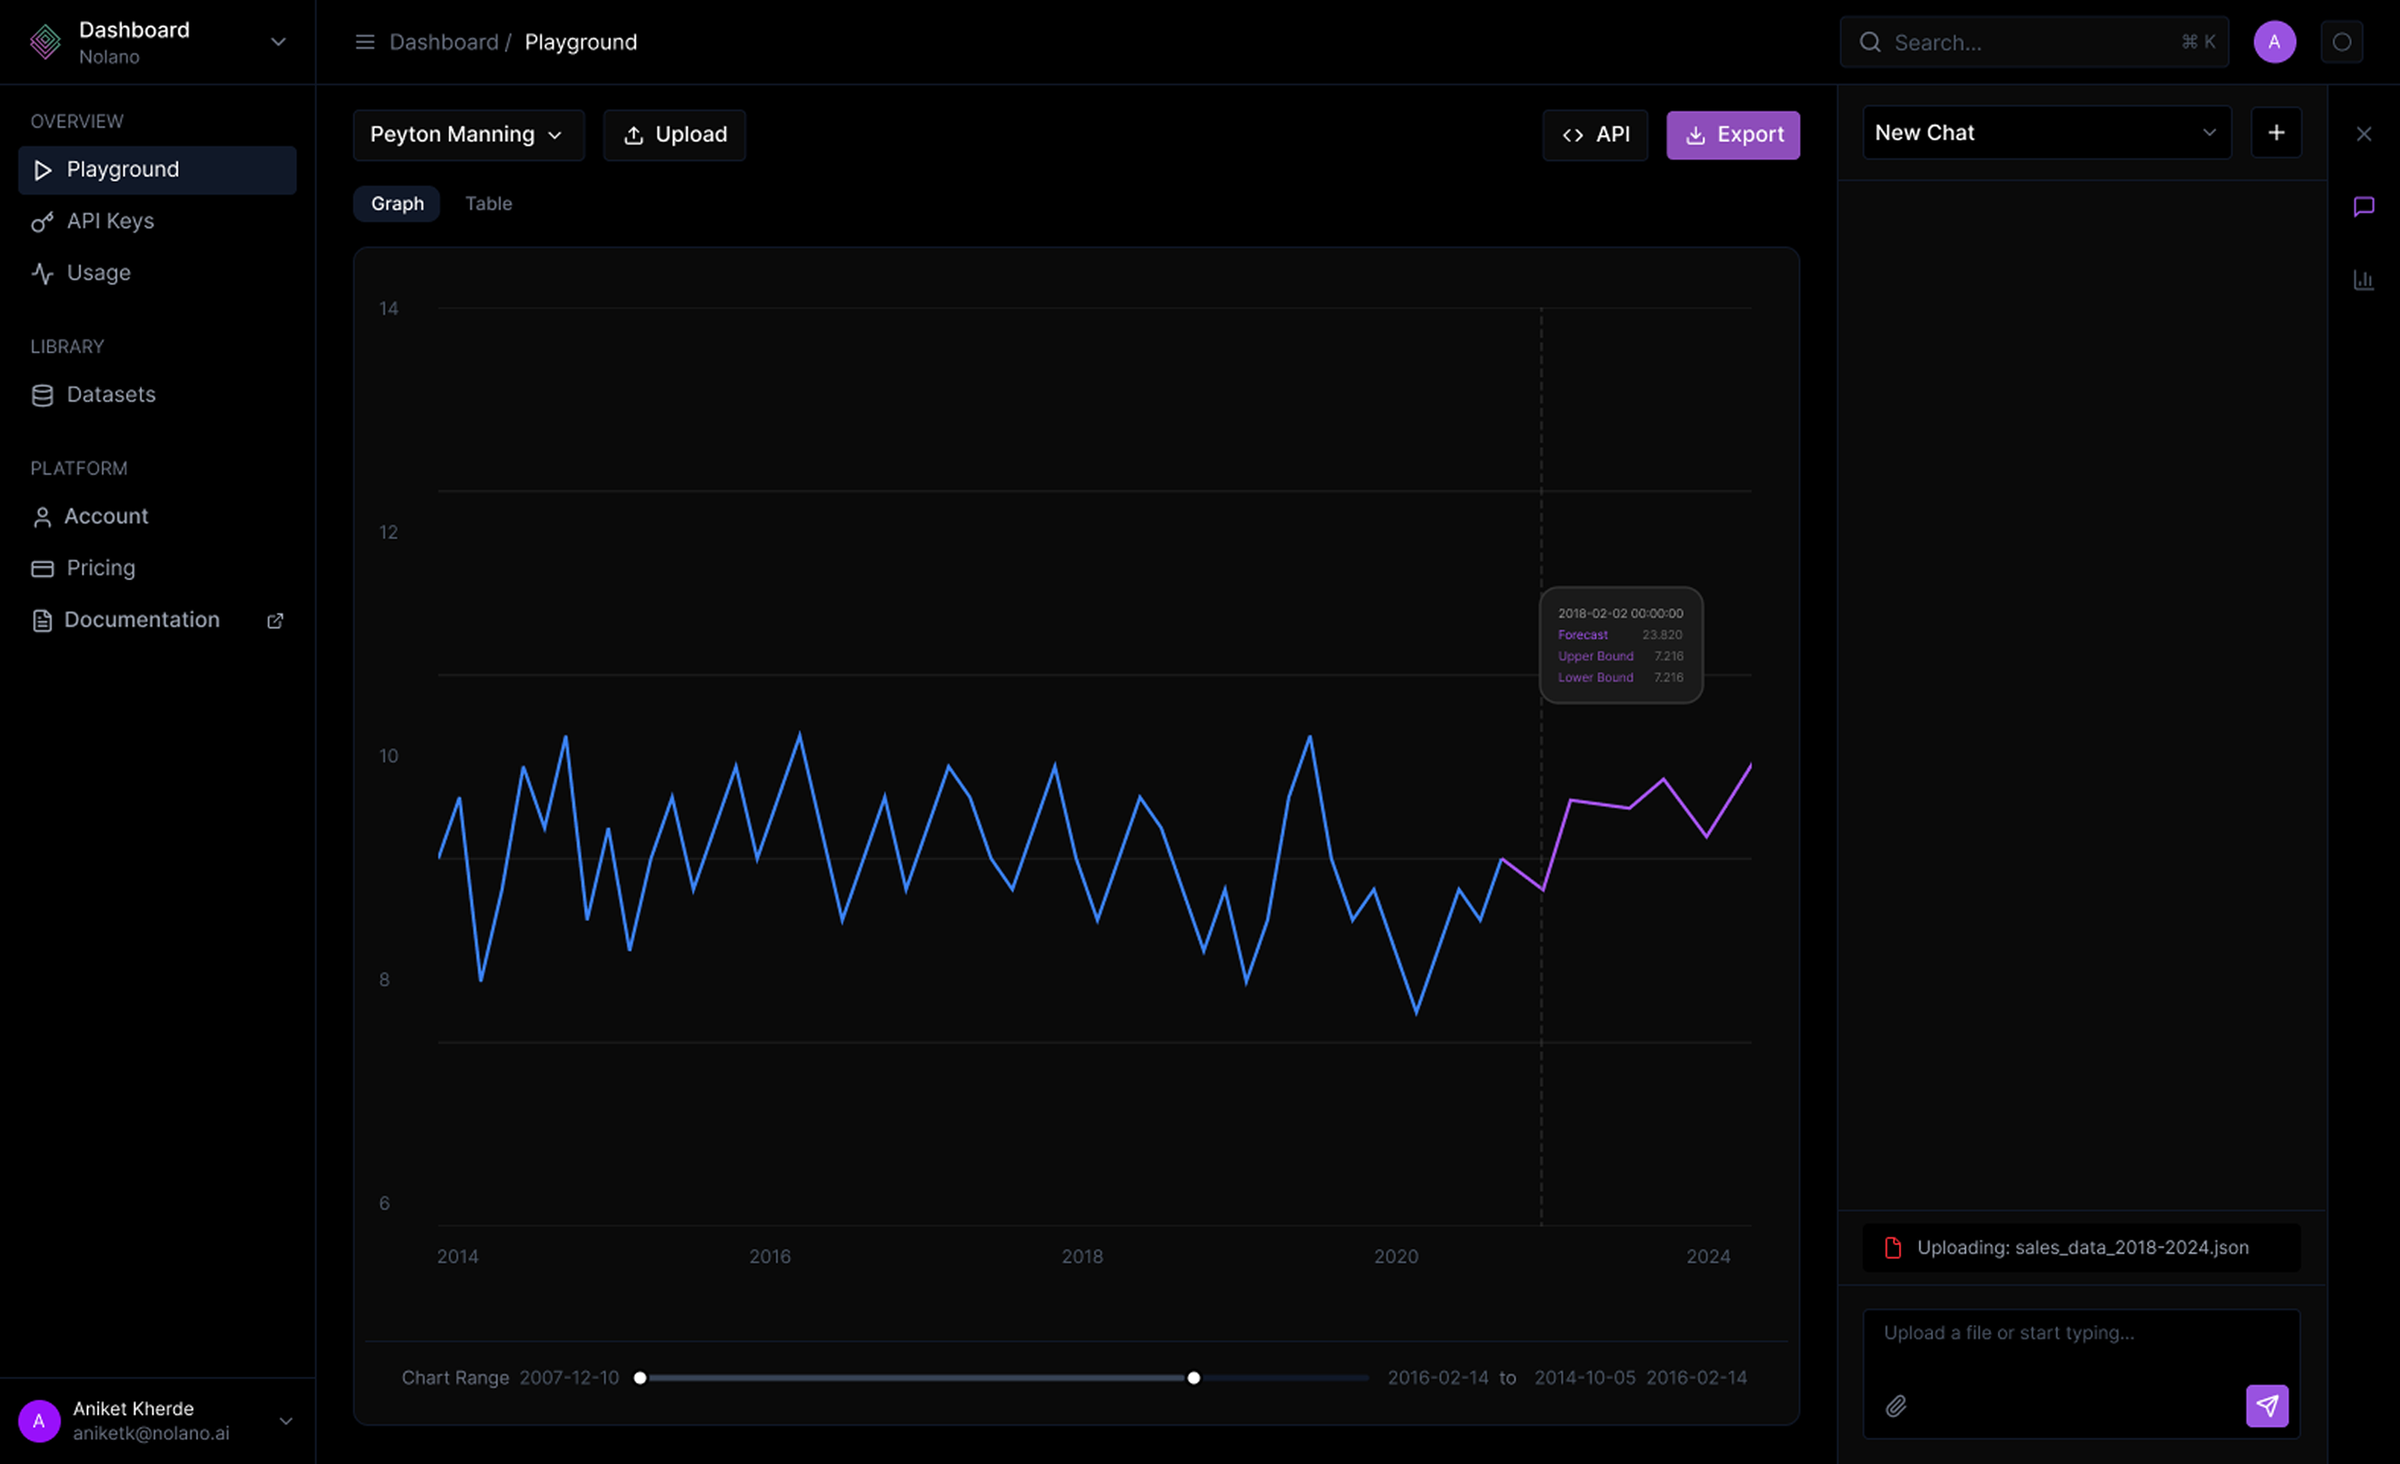 Dashboard
Nolano
Dashboard / Playground
Search...
⌘ K
A
OVERVIEW
Playground
API Keys
Usage
LIBRARY
Datasets
PLATFORM
Account
Pricing
Documentation
Aniket Kherde
aniketk@nolano.ai
A
Peyton Manning
Upload
API
Export
Graph
Table
14
12
10
8
6
2018-02-02 00:00:00
Forecast 23.820
Upper Bound 7.216
Lower Bound 7.216
2014 2016 2018 2020 2024
Chart Range 2007-12-10 2016-02-14 to 2014-10-05 2016-02-14
New Chat
Uploading: sales_data_2018-2024.json
Upload a file or start typing...